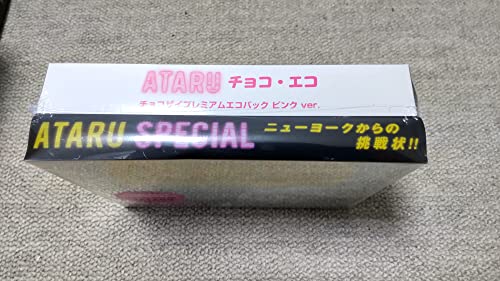 ATARU チョコ・エコ
チョコザイプレミアムエコバック ピンク ver.
ATARU SPECIAL ニューヨークからの
挑戦状!!